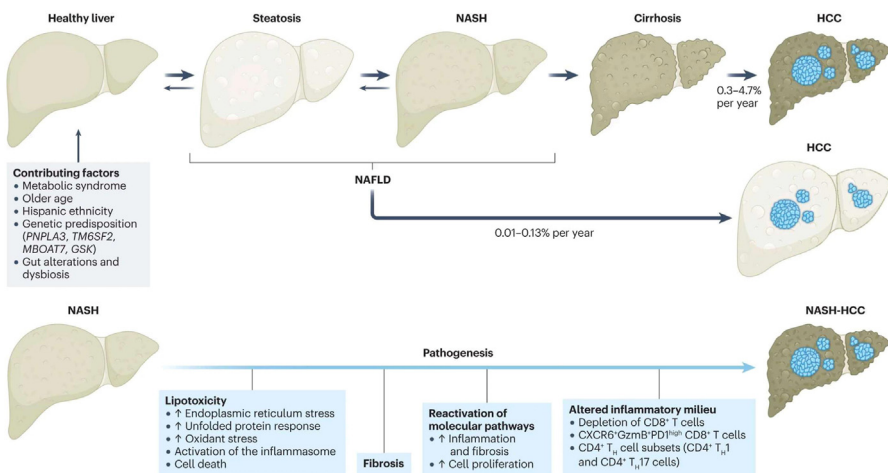 Healthy liver
Steatosis
NASH
Cirrhosis
HCC
0.3–4.7%
per year
HCC
NAFLD
0.01–0.13% per year
Contributing factors
• Metabolic syndrome
• Older age
• Hispanic ethnicity
• Genetic predisposition
(PNPLA3, TM6SF2,
MBOAT7, GSK)
• Gut alterations and
dysbiosis
NASH
NASH-HCC
Pathogenesis
Lipotoxicity
• ↑ Endoplasmic reticulum stress
• ↑ Unfolded protein response
• ↑ Oxidant stress
• Activation of the inflammasome
• Cell death
Fibrosis
Reactivation of
molecular pathways
• ↑ Inflammation
and fibrosis
• ↑ Cell proliferation
Altered inflammatory milieu
• Depletion of CD8⁺ T cells
• CXCR6⁺GzmB⁺PD1ʰⁱᵍʰ CD8⁺ T cells
• CD4⁺ T_H cell subsets (CD4⁺ T_H1
and CD4⁺ T_H17 cells)